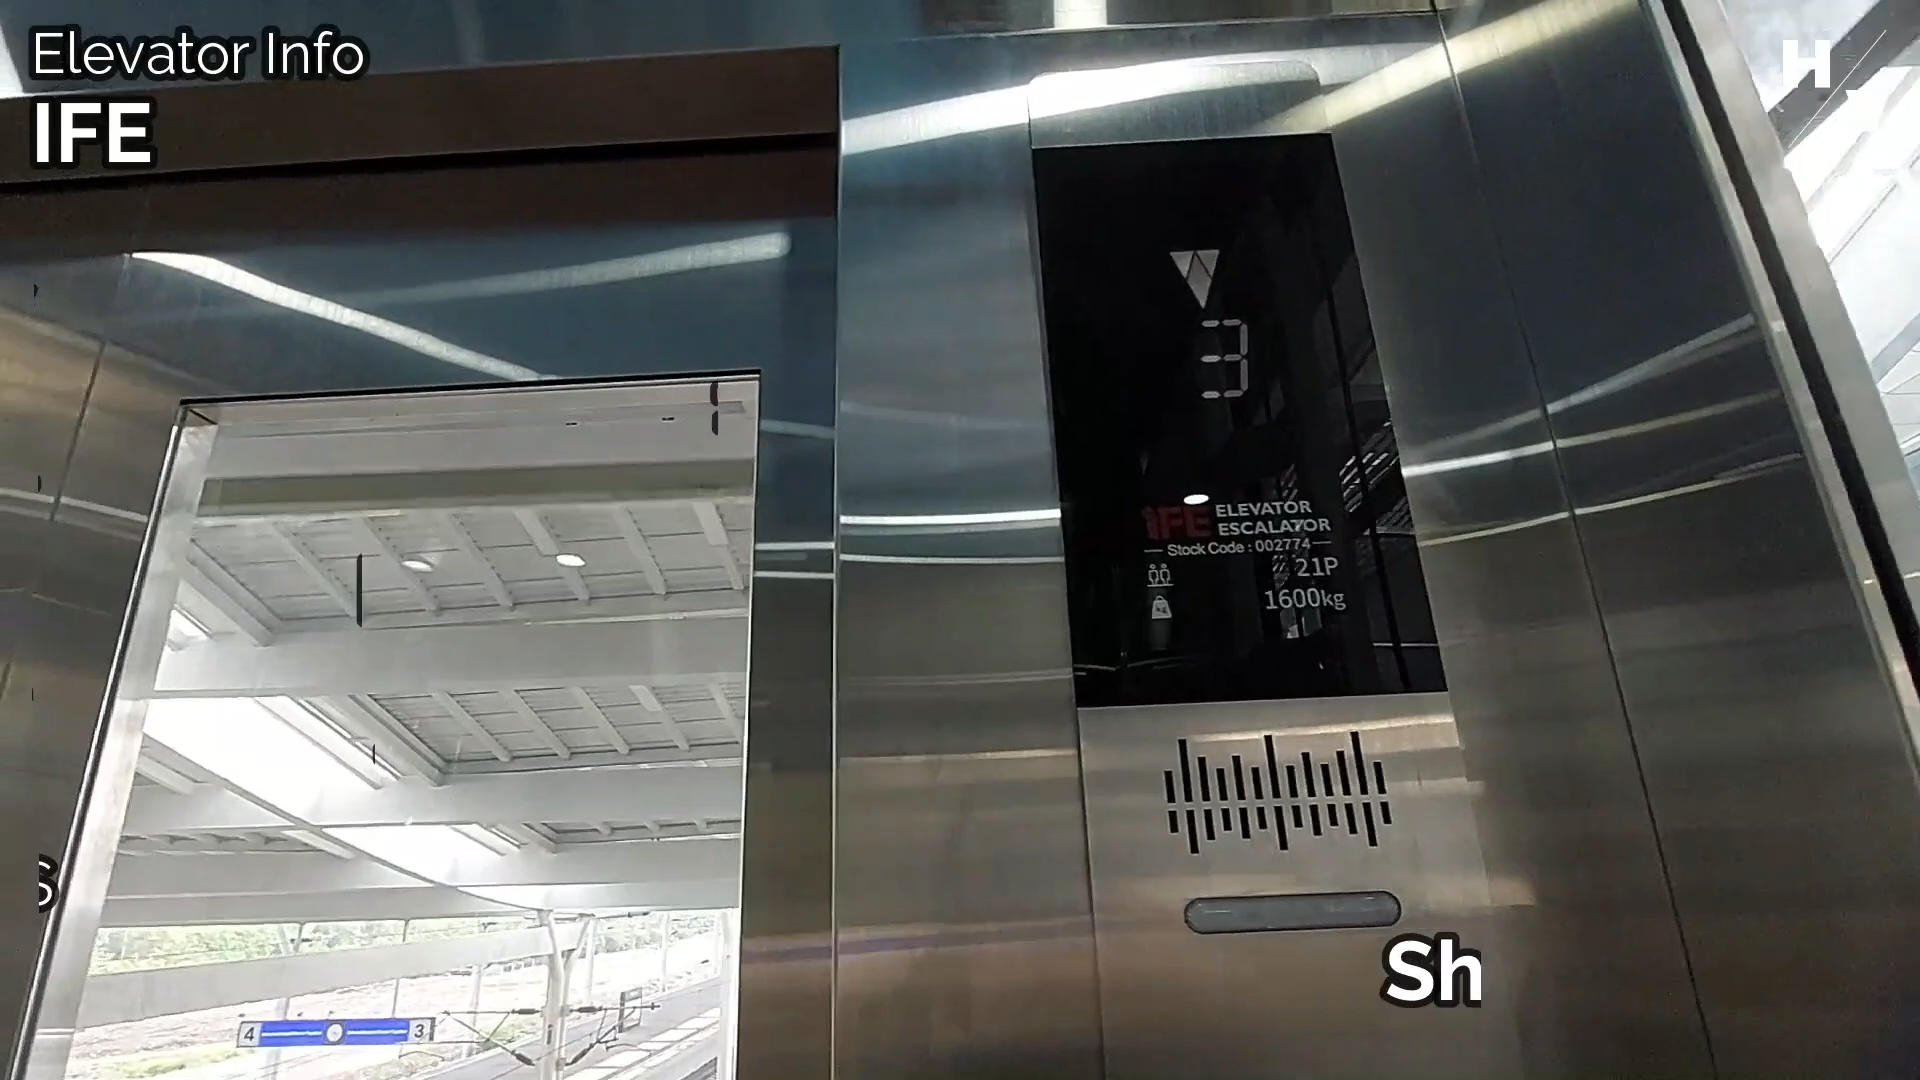 Elevator Info
IFE
H
3
iFE ELEVATOR
ESCALATOR
Stock Code : 002774
21P
1600kg
S
Sh
4 3